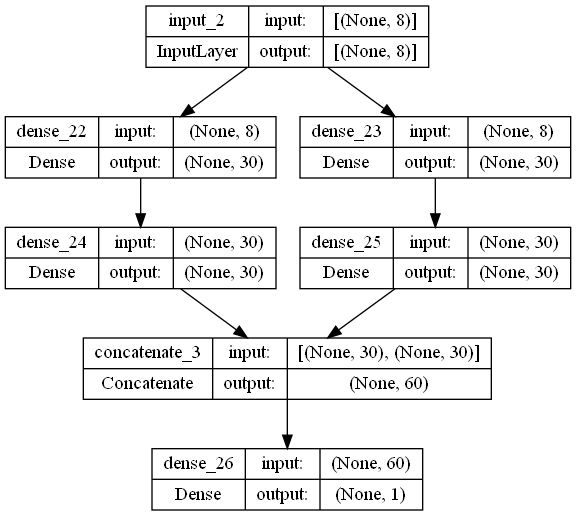 input_2 input: [(None, 8)]
InputLayer output: [(None, 8)]
dense_22 input: (None, 8)
Dense output: (None, 30)
dense_23 input: (None, 8)
Dense output: (None, 30)
dense_24 input: (None, 30)
Dense output: (None, 30)
dense_25 input: (None, 30)
Dense output: (None, 30)
concatenate_3 input: [(None, 30), (None, 30)]
Concatenate output: (None, 60)
dense_26 input: (None, 60)
Dense output: (None, 1)